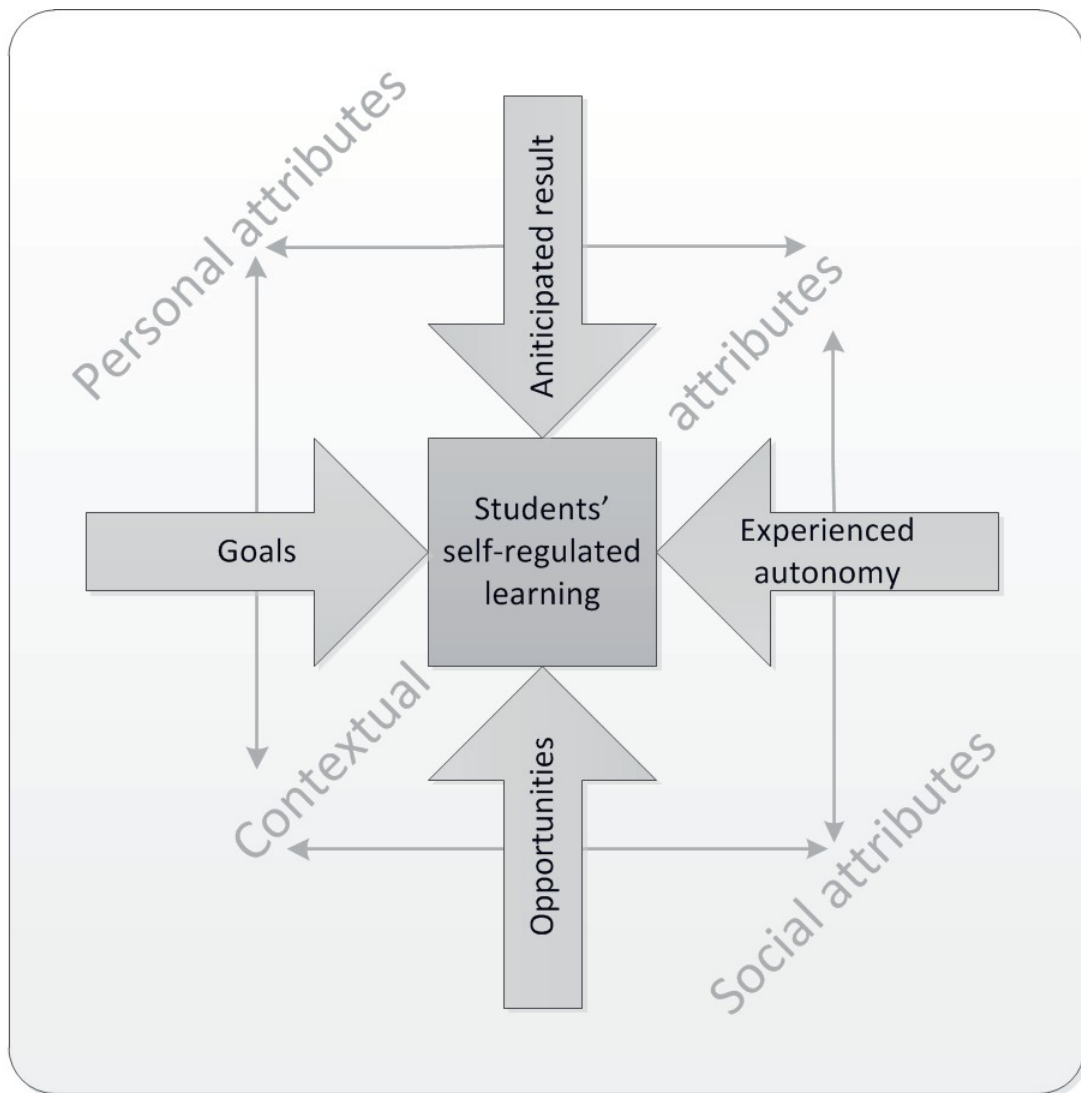 Personal attributes
Aniticipated result
attributes
Goals
Students’
self-regulated
learning
Experienced
autonomy
Contextual
Opportunities
Social attributes